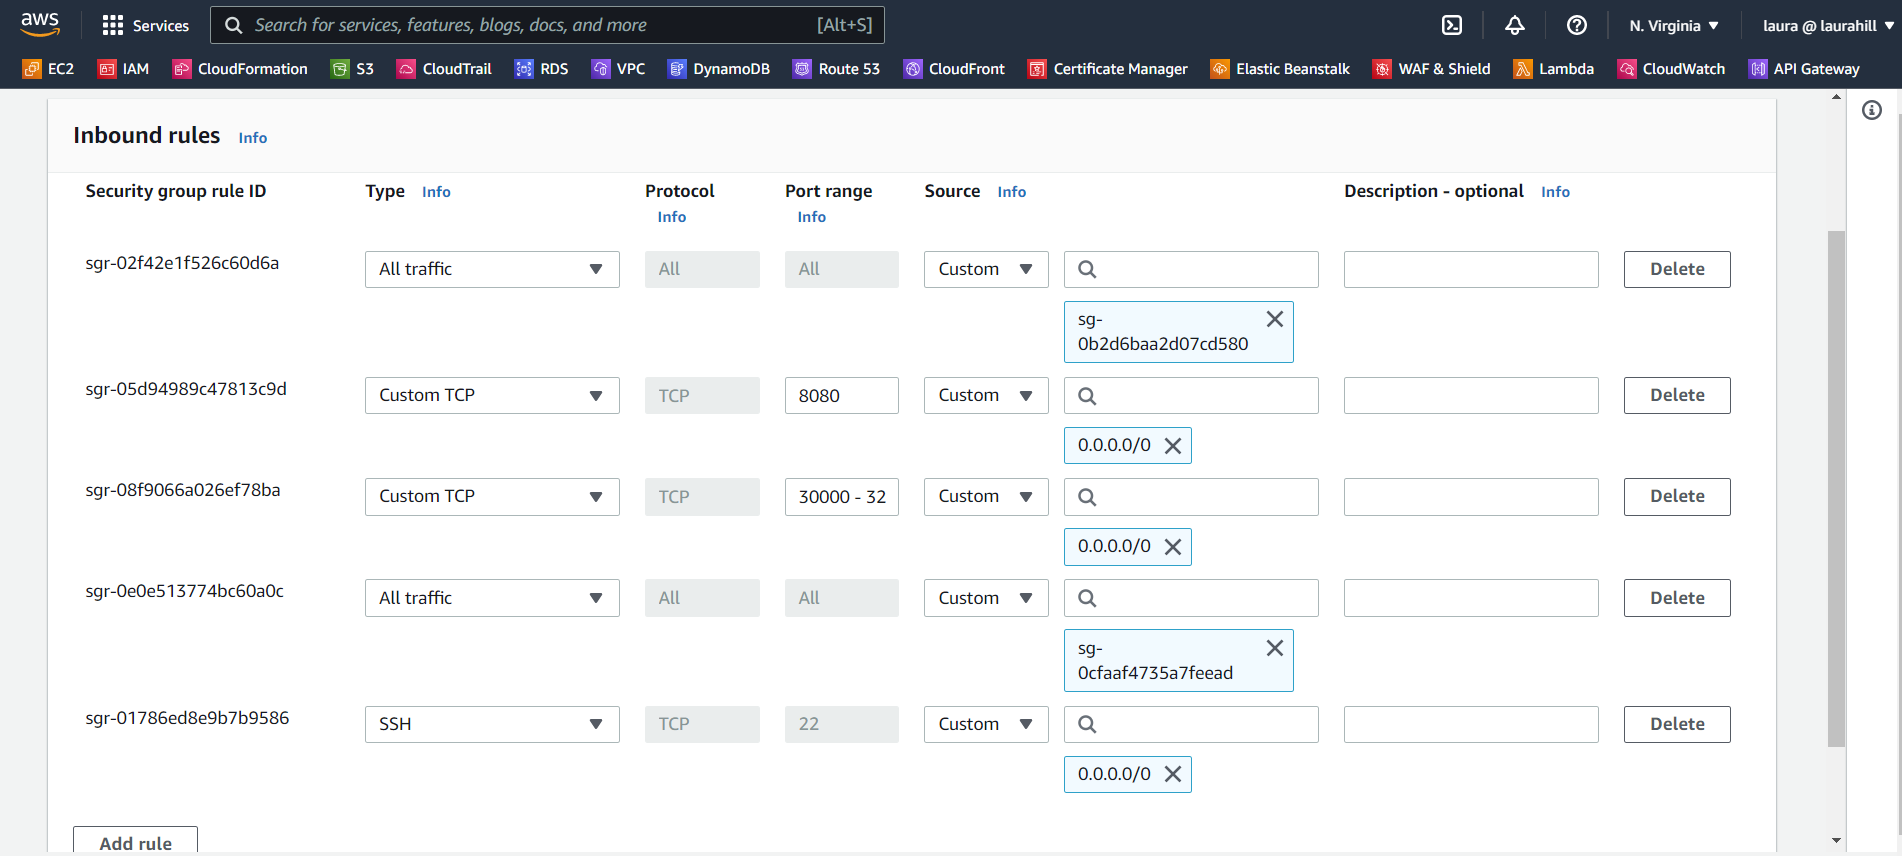 aws
Services
Search for services, features, blogs, docs, and more [Alt+S]
N. Virginia
laura @ laurahill
EC2 IAM CloudFormation S3 CloudTrail RDS VPC DynamoDB Route 53 CloudFront Certificate Manager Elastic Beanstalk WAF & Shield Lambda CloudWatch API Gateway
Inbound rules Info
Security group rule ID Type Info Protocol Info Port range Info Source Info Description - optional Info
sgr-02f42e1f526c60d6a All traffic All All Custom Delete
sg-
0b2d6baa2d07cd580
sgr-05d94989c47813c9d Custom TCP TCP 8080 Custom Delete
0.0.0.0/0
sgr-08f9066a026ef78ba Custom TCP TCP 30000 - 32 Custom Delete
0.0.0.0/0
sgr-0e0e513774bc60a0c All traffic All All Custom Delete
sg-
0cfaaf4735a7feead
sgr-01786ed8e9b7b9586 SSH TCP 22 Custom Delete
0.0.0.0/0
Add rule